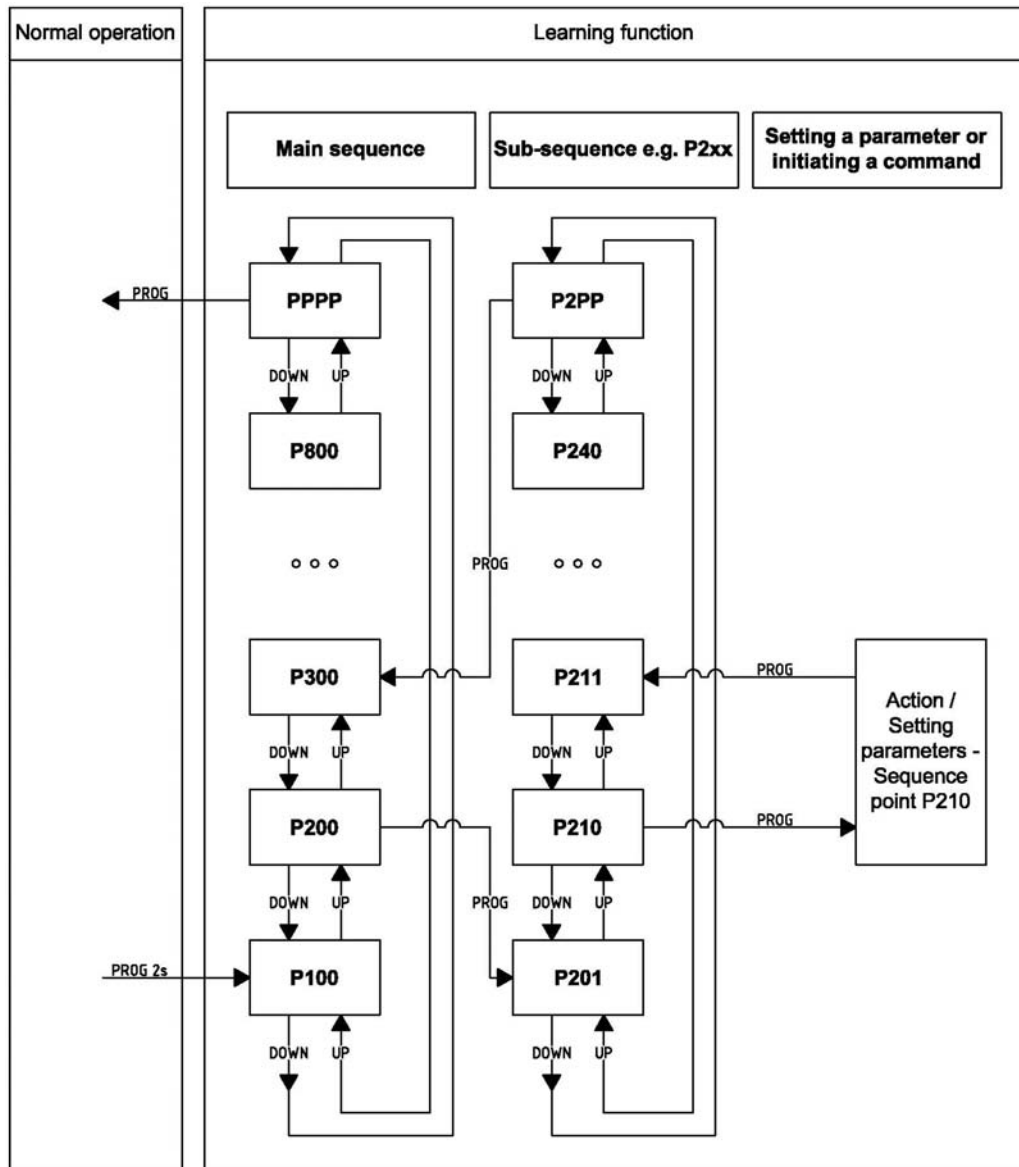 Normal operation
Learning function
Main sequence
Sub-sequence e.g. P2xx
Setting a parameter or
initiating a command
PROG
PPPP
P2PP
DOWN UP
DOWN UP
P800
P240
PROG
P300
P211
PROG
DOWN UP
DOWN UP
Action /
Setting
parameters -
Sequence
point P210
P200
P210
PROG
DOWN UP
PROG
DOWN UP
PROG 2s
P100
P201
DOWN UP
DOWN UP